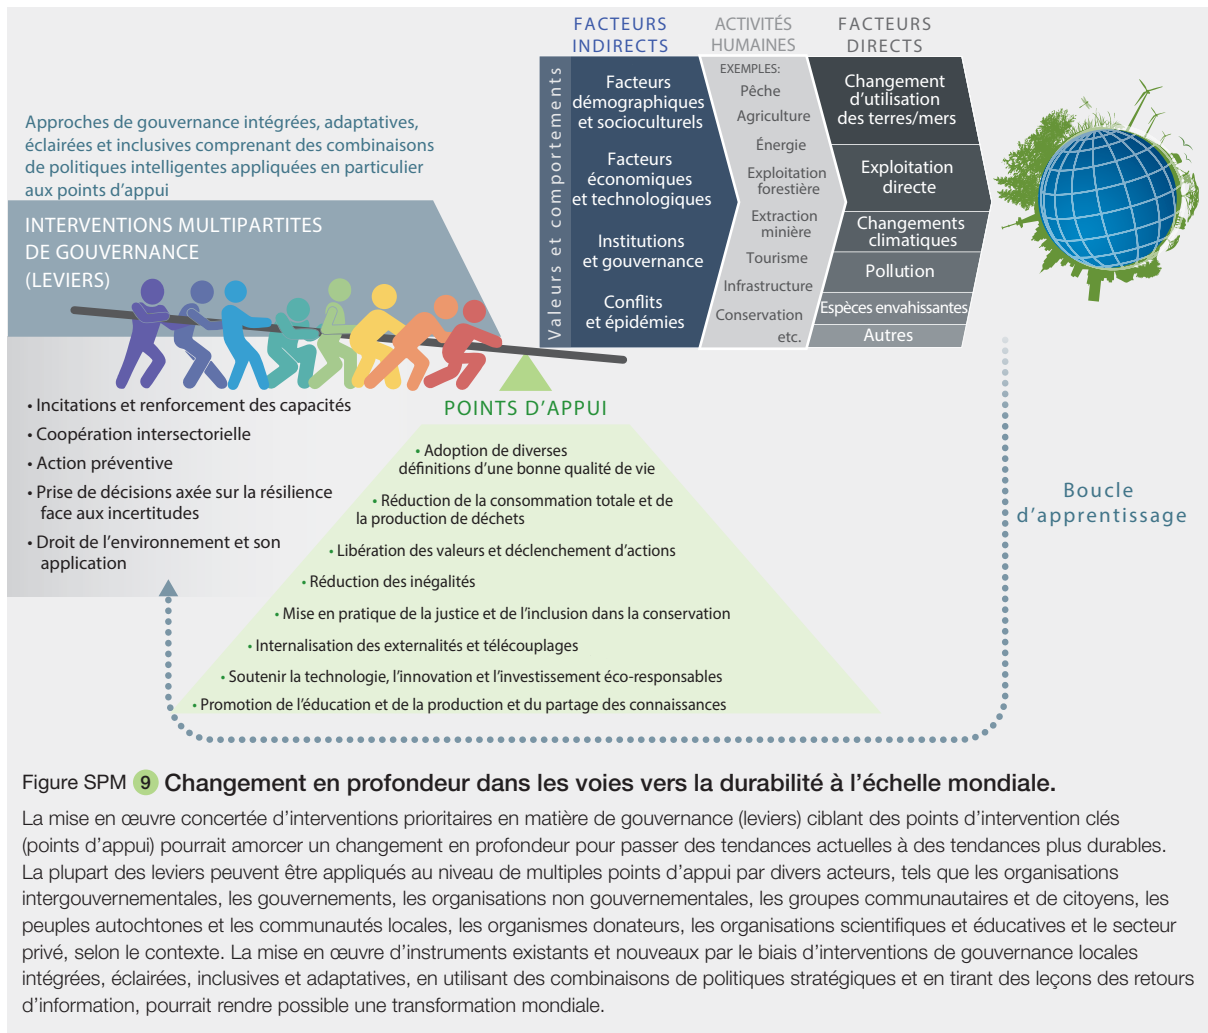 FACTEURS
INDIRECTS
ACTIVITÉS
HUMAINES
FACTEURS
DIRECTS
Valeurs et comportements
Facteurs
démographiques
et socioculturels
Facteurs
économiques
et technologiques
Institutions
et gouvernance
Conflits
et épidémies
EXEMPLES:
Pêche
Agriculture
Énergie
Exploitation
forestière
Extraction
minière
Tourisme
Infrastructure
Conservation
etc.
Changement
d’utilisation
des terres/mers
Exploitation
directe
Changements
climatiques
Pollution
Espèces envahissantes
Autres
Approches de gouvernance intégrées, adaptatives,
éclairées et inclusives comprenant des combinaisons
de politiques intelligentes appliquées en particulier
aux points d’appui
INTERVENTIONS MULTIPARTITES
DE GOUVERNANCE
(LEVIERS)
• Incitations et renforcement des capacités
• Coopération intersectorielle
• Action préventive
• Prise de décisions axée sur la résilience
face aux incertitudes
• Droit de l’environnement et son
application
POINTS D’APPUI
• Adoption de diverses
définitions d’une bonne qualité de vie
• Réduction de la consommation totale et de
la production de déchets
• Libération des valeurs et déclenchement d’actions
• Réduction des inégalités
• Mise en pratique de la justice et de l’inclusion dans la conservation
• Internalisation des externalités et télécouplages
• Soutenir la technologie, l’innovation et l’investissement éco-responsables
• Promotion de l’éducation et de la production et du partage des connaissances
Boucle
d’apprentissage
Figure SPM 9 Changement en profondeur dans les voies vers la durabilité à l’échelle mondiale.
La mise en œuvre concertée d’interventions prioritaires en matière de gouvernance (leviers) ciblant des points d’intervention clés
(points d’appui) pourrait amorcer un changement en profondeur pour passer des tendances actuelles à des tendances plus durables.
La plupart des leviers peuvent être appliqués au niveau de multiples points d’appui par divers acteurs, tels que les organisations
intergouvernementales, les gouvernements, les organisations non gouvernementales, les groupes communautaires et de citoyens, les
peuples autochtones et les communautés locales, les organismes donateurs, les organisations scientifiques et éducatives et le secteur
privé, selon le contexte. La mise en œuvre d’instruments existants et nouveaux par le biais d’interventions de gouvernance locales
intégrées, éclairées, inclusives et adaptatives, en utilisant des combinaisons de politiques stratégiques et en tirant des leçons des retours
d’information, pourrait rendre possible une transformation mondiale.